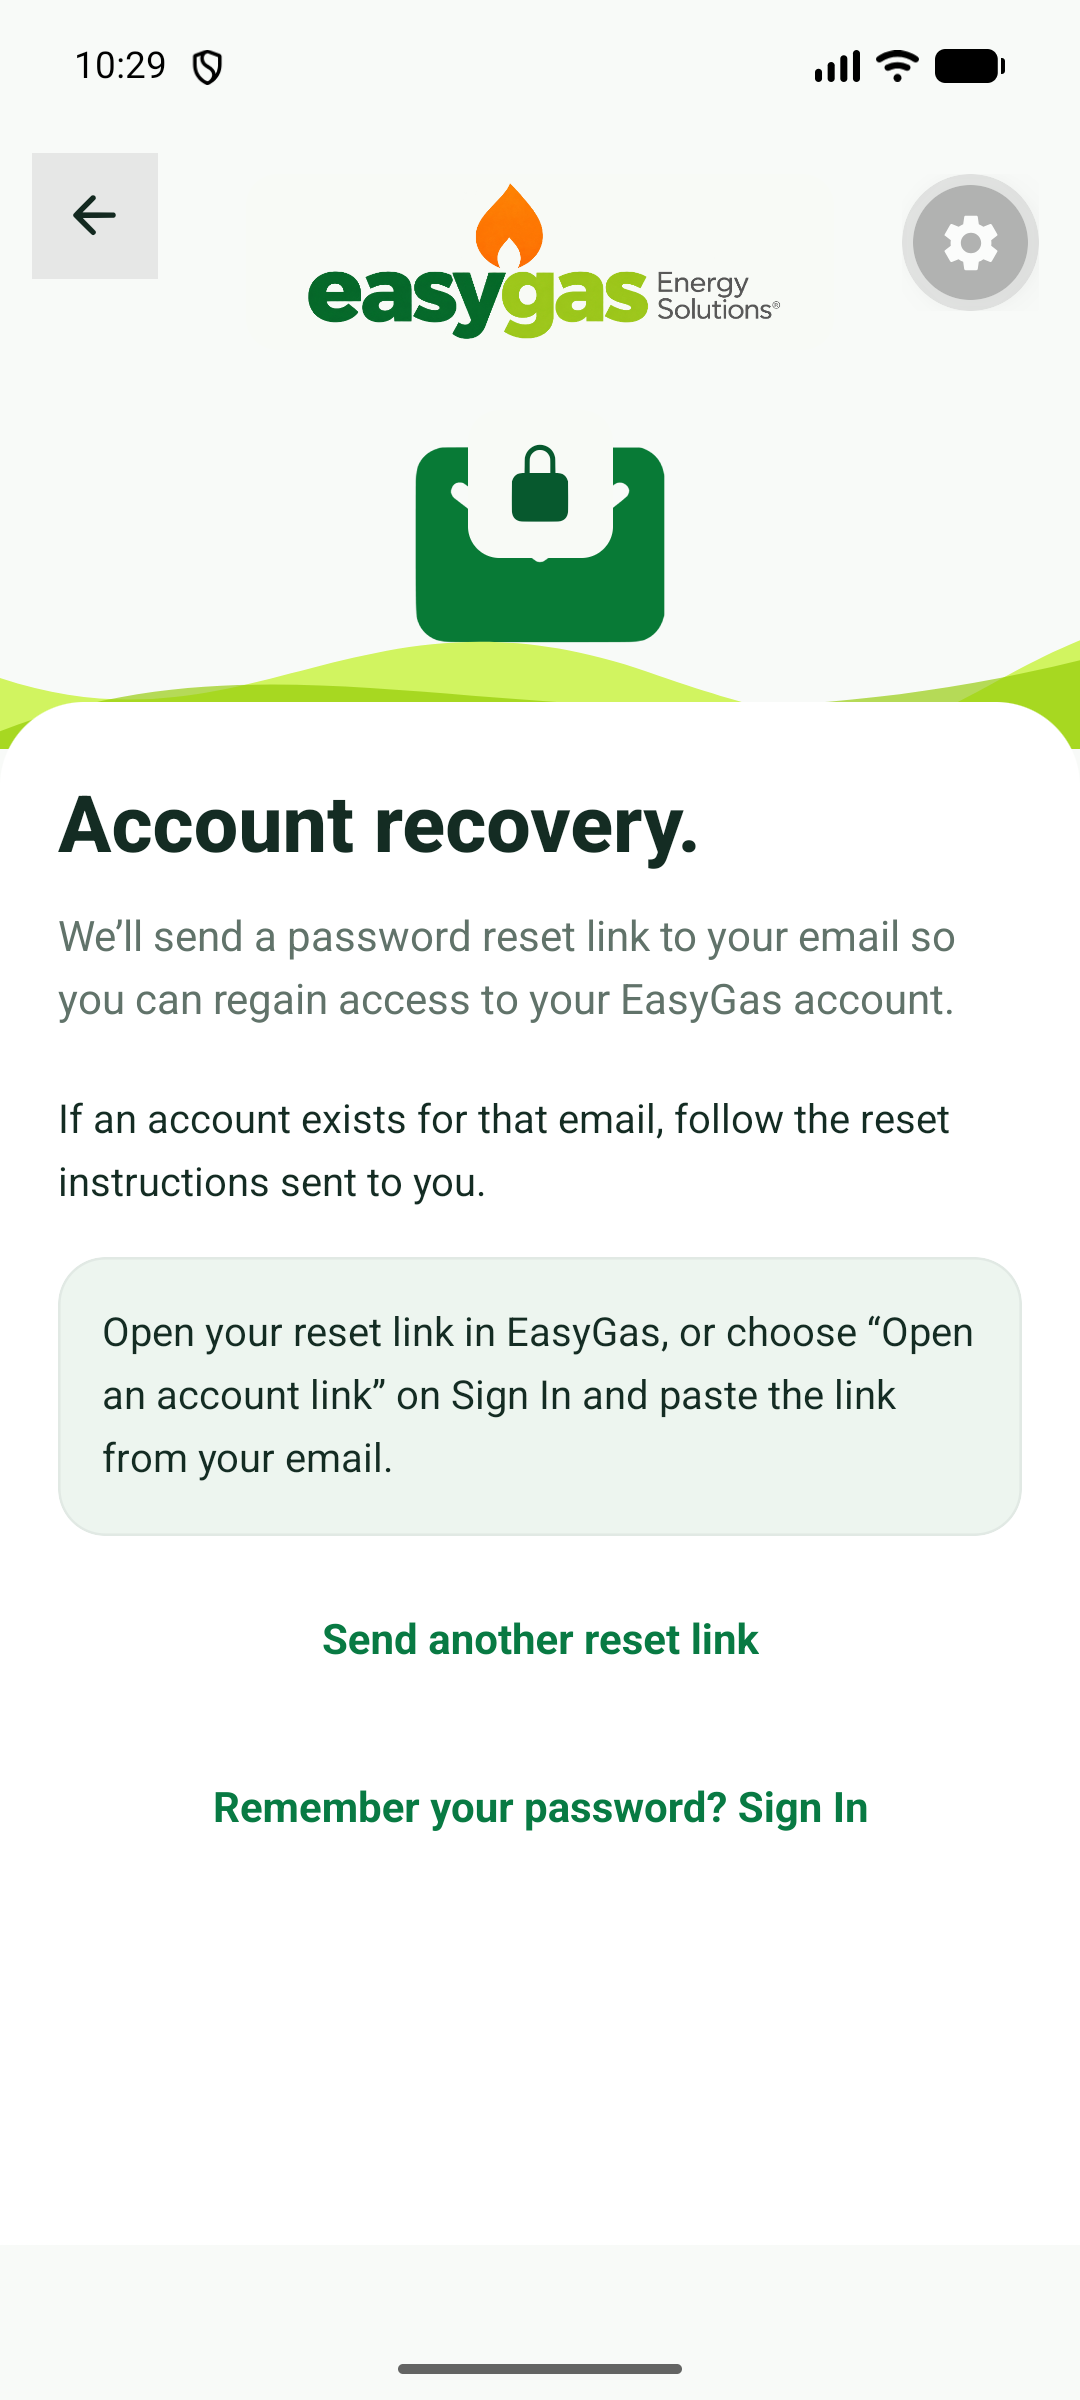 10:29
easygas Energy
Solutions®
Account recovery.
We’ll send a password reset link to your email so
you can regain access to your EasyGas account.
If an account exists for that email, follow the reset
instructions sent to you.
Open your reset link in EasyGas, or choose “Open
an account link” on Sign In and paste the link
from your email.
Send another reset link
Remember your password? Sign In